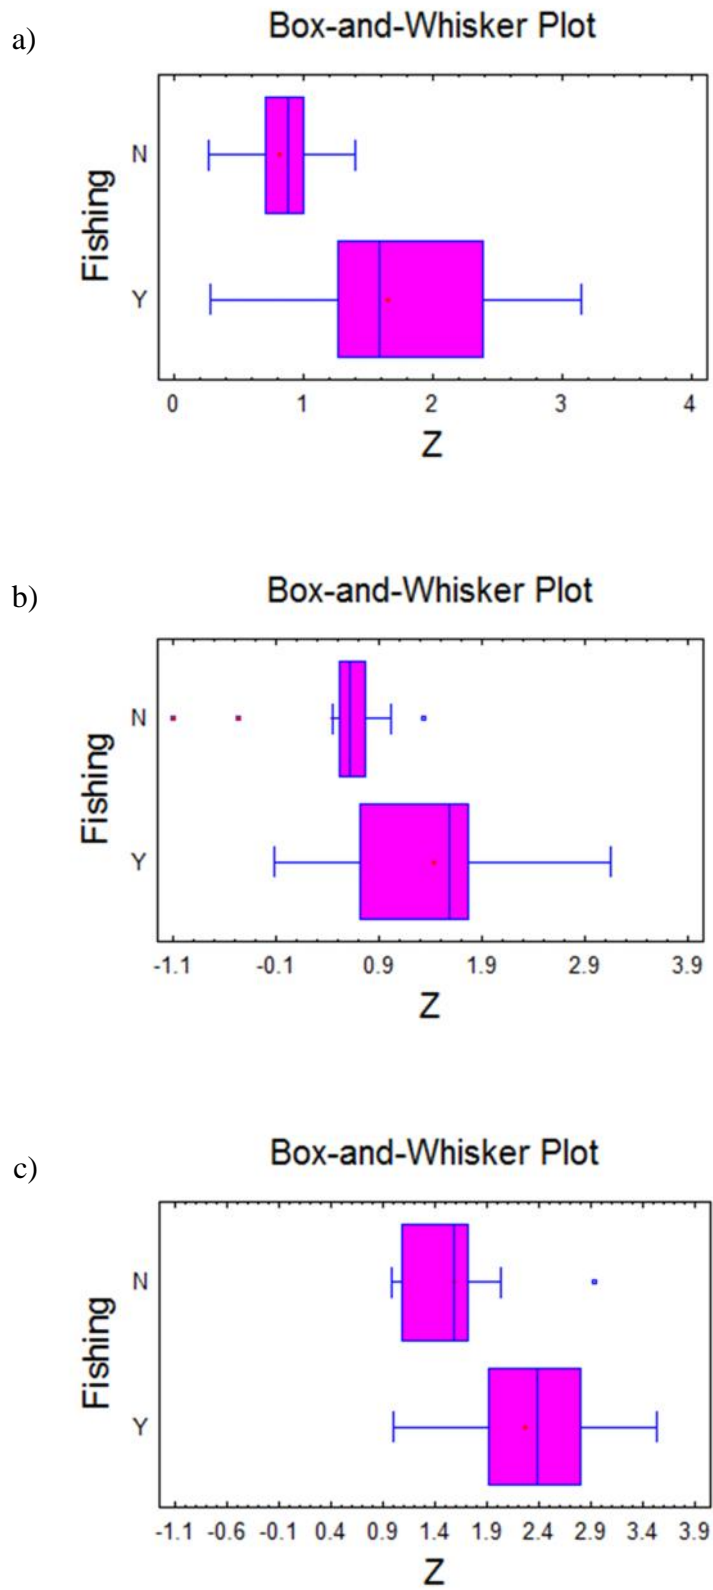 a)
Box-and-Whisker Plot
Fishing
N
Y
0 1 2 3 4
Z
b)
Box-and-Whisker Plot
Fishing
N
Y
-1.1 -0.1 0.9 1.9 2.9 3.9
Z
c)
Box-and-Whisker Plot
Fishing
N
Y
-1.1 -0.6 -0.1 0.4 0.9 1.4 1.9 2.4 2.9 3.4 3.9
Z